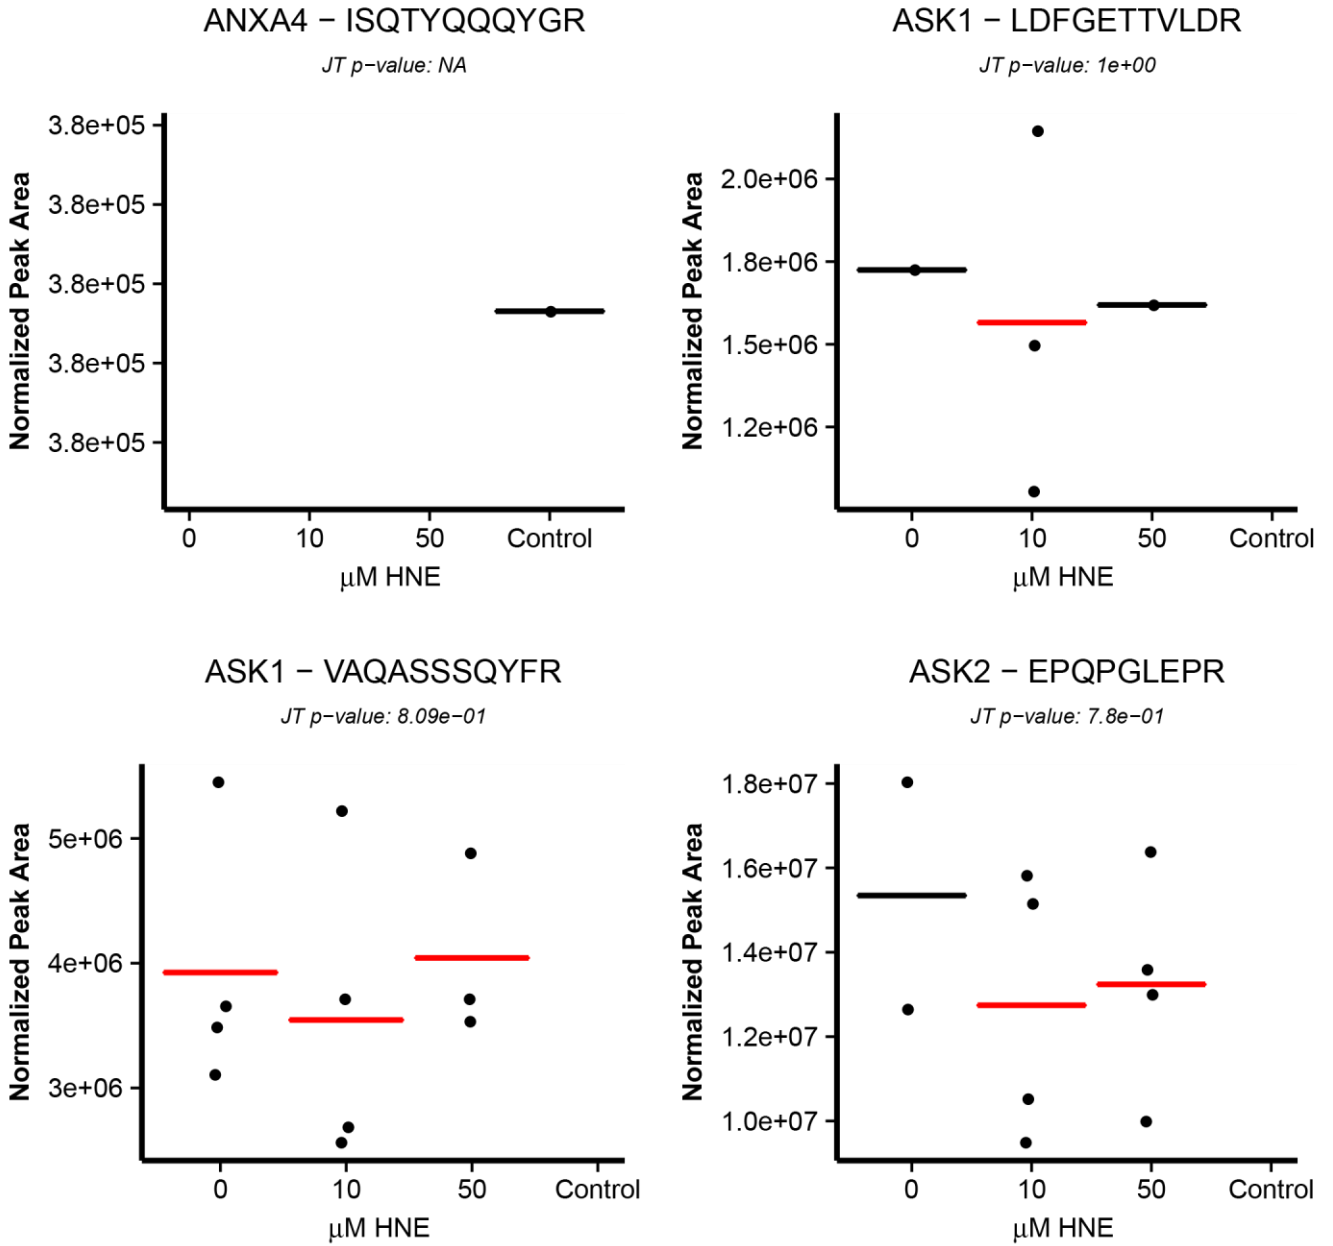 ANXA4 − ISQTYQQQYGR
JT p−value: NA
Normalized Peak Area
3.8e+05
3.8e+05
3.8e+05
3.8e+05
3.8e+05
0 10 50 Control
μM HNE
ASK1 − LDFGETTVLDR
JT p−value: 1e+00
Normalized Peak Area
2.0e+06
1.8e+06
1.5e+06
1.2e+06
0 10 50 Control
μM HNE
ASK1 − VAQASSSQYFR
JT p−value: 8.09e−01
Normalized Peak Area
5e+06
4e+06
3e+06
0 10 50 Control
μM HNE
ASK2 − EPQPGLEPR
JT p−value: 7.8e−01
Normalized Peak Area
1.8e+07
1.6e+07
1.4e+07
1.2e+07
1.0e+07
0 10 50 Control
μM HNE